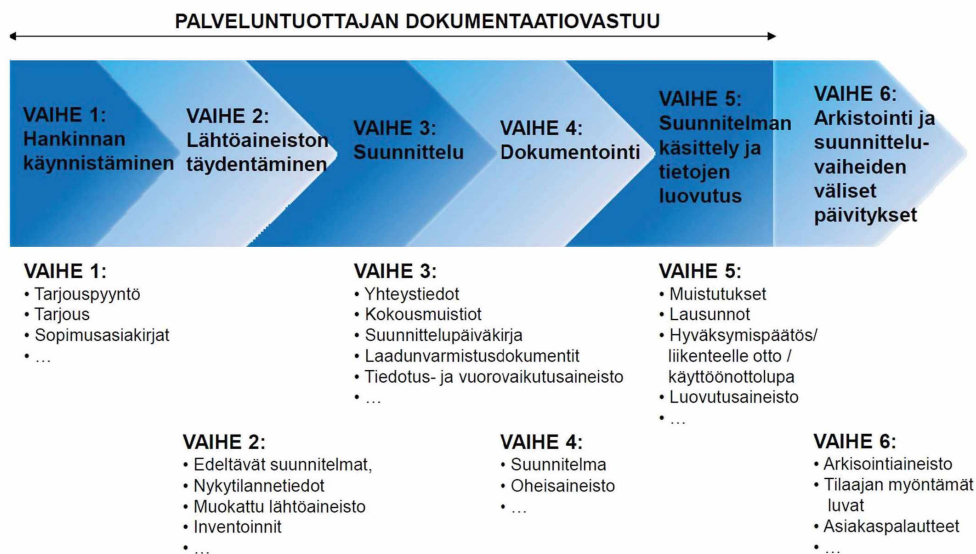 PALVELUNTUOTTAJAN DOKUMENTAATIOVASTUU
VAIHE 1:
Hankinnan
käynnistäminen
VAIHE 2:
Lähtöaineiston
täydentäminen
VAIHE 3:
Suunnittelu
VAIHE 4:
Dokumentointi
VAIHE 5:
Suunnitelman
käsittely ja
tietojen
luovutus
VAIHE 6:
Arkistointi ja
suunnittelu-
vaiheiden
väliset
päivitykset
VAIHE 1:
• Tarjouspyyntö
• Tarjous
• Sopimusasiakirjat
• …
VAIHE 3:
• Yhteystiedot
• Kokousmuistiot
• Suunnittelupäiväkirja
• Laadunvarmistusdokumentit
• Tiedotus- ja vuorovaikutusaineisto
• …
VAIHE 5:
• Muistutukset
• Lausunnot
• Hyväksymispäätös/
liikenteelle otto /
käyttöönottolupa
• Luovutusaineisto
• …
VAIHE 2:
• Edeltävät suunnitelmat,
• Nykytilannetiedot
• Muokattu lähtöaineisto
• Inventoinnit
• …
VAIHE 4:
• Suunnitelma
• Oheisaineisto
• …
VAIHE 6:
• Arkisointiaineisto
• Tilaajan myöntämät
luvat
• Asiakaspalautteet
• …